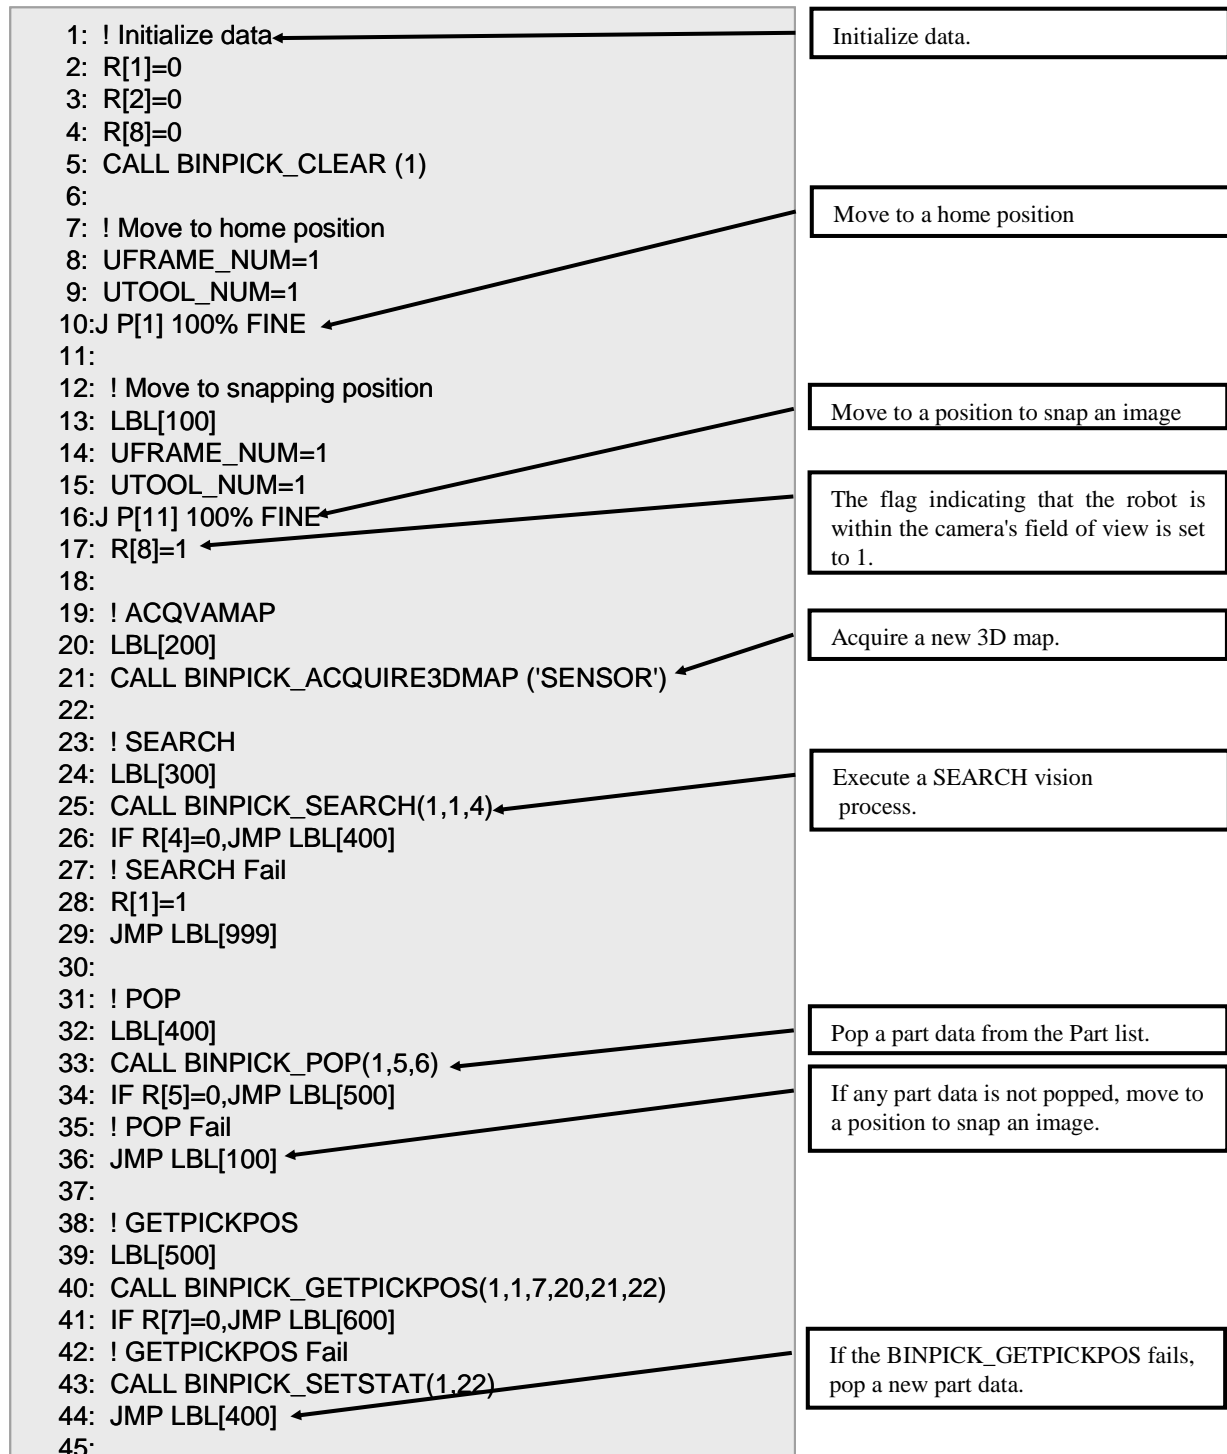 1: ! Initialize data
2: R[1]=0
3: R[2]=0
4: R[8]=0
5: CALL BINPICK_CLEAR (1)
6:
7: ! Move to home position
8: UFRAME_NUM=1
9: UTOOL_NUM=1
10:J P[1] 100% FINE
11:
12: ! Move to snapping position
13: LBL[100]
14: UFRAME_NUM=1
15: UTOOL_NUM=1
16:J P[11] 100% FINE
17: R[8]=1
18:
19: ! ACQVAMAP
20: LBL[200]
21: CALL BINPICK_ACQUIRE3DMAP ('SENSOR')
22:
23: ! SEARCH
24: LBL[300]
25: CALL BINPICK_SEARCH(1,1,4)
26: IF R[4]=0,JMP LBL[400]
27: ! SEARCH Fail
28: R[1]=1
29: JMP LBL[999]
30:
31: ! POP
32: LBL[400]
33: CALL BINPICK_POP(1,5,6)
34: IF R[5]=0,JMP LBL[500]
35: ! POP Fail
36: JMP LBL[100]
37:
38: ! GETPICKPOS
39: LBL[500]
40: CALL BINPICK_GETPICKPOS(1,1,7,20,21,22)
41: IF R[7]=0,JMP LBL[600]
42: ! GETPICKPOS Fail
43: CALL BINPICK_SETSTAT(1,22)
44: JMP LBL[400]
45:
Initialize data.
Move to a home position
Move to a position to snap an image
The flag indicating that the robot is
within the camera's field of view is set
to 1.
Acquire a new 3D map.
Execute a SEARCH vision
process.
Pop a part data from the Part list.
If any part data is not popped, move to
a position to snap an image.
If the BINPICK_GETPICKPOS fails,
pop a new part data.